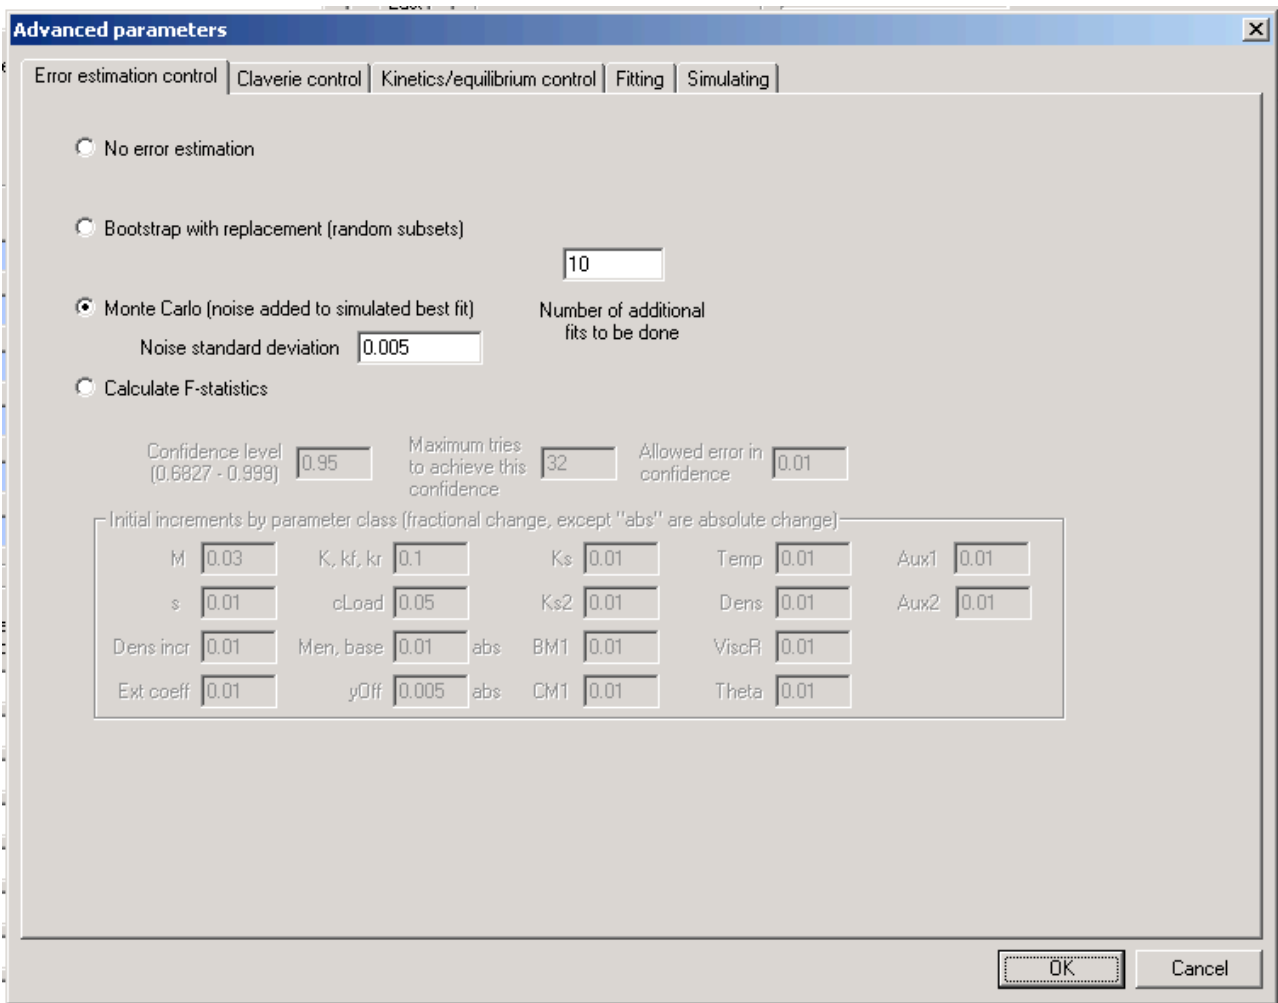 Advanced parameters
Error estimation control Claverie control Kinetics/equilibrium control Fitting Simulating
No error estimation
Bootstrap with replacement (random subsets)
10
Monte Carlo (noise added to simulated best fit)
Number of additional
fits to be done
Noise standard deviation 0.005
Calculate F-statistics
Confidence level
(0.6827 - 0.999) 0.95
Maximum tries
to achieve this
confidence 32
Allowed error in
confidence 0.01
Initial increments by parameter class (fractional change, except "abs" are absolute change)
M 0.03 K, kf, kr 0.1 Ks 0.01 Temp 0.01 Aux1 0.01
s 0.01 cLoad 0.05 Ks2 0.01 Dens 0.01 Aux2 0.01
Dens incr 0.01 Men, base 0.01 abs BM1 0.01 ViscR 0.01
Ext coeff 0.01 yOff 0.005 abs CM1 0.01 Theta 0.01
OK Cancel